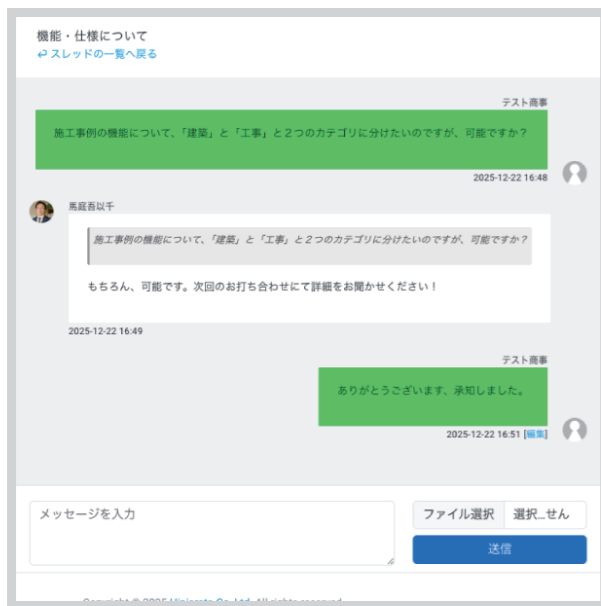 機能・仕様について
スレッドの一覧へ戻る
テスト商事
施工事例の機能について、「建築」と「工事」と２つのカテゴリに分けたいのですが、可能ですか？
2025-12-22 16:48
馬庭吾以千
施工事例の機能について、「建築」と「工事」と２つのカテゴリに分けたいのですが、可能ですか？
もちろん、可能です。次回のお打ち合わせにて詳細をお聞かせください！
2025-12-22 16:49
テスト商事
ありがとうございます、承知しました。
2025-12-22 16:51 [編集]
メッセージを入力
ファイル選択 選択...せん
送信